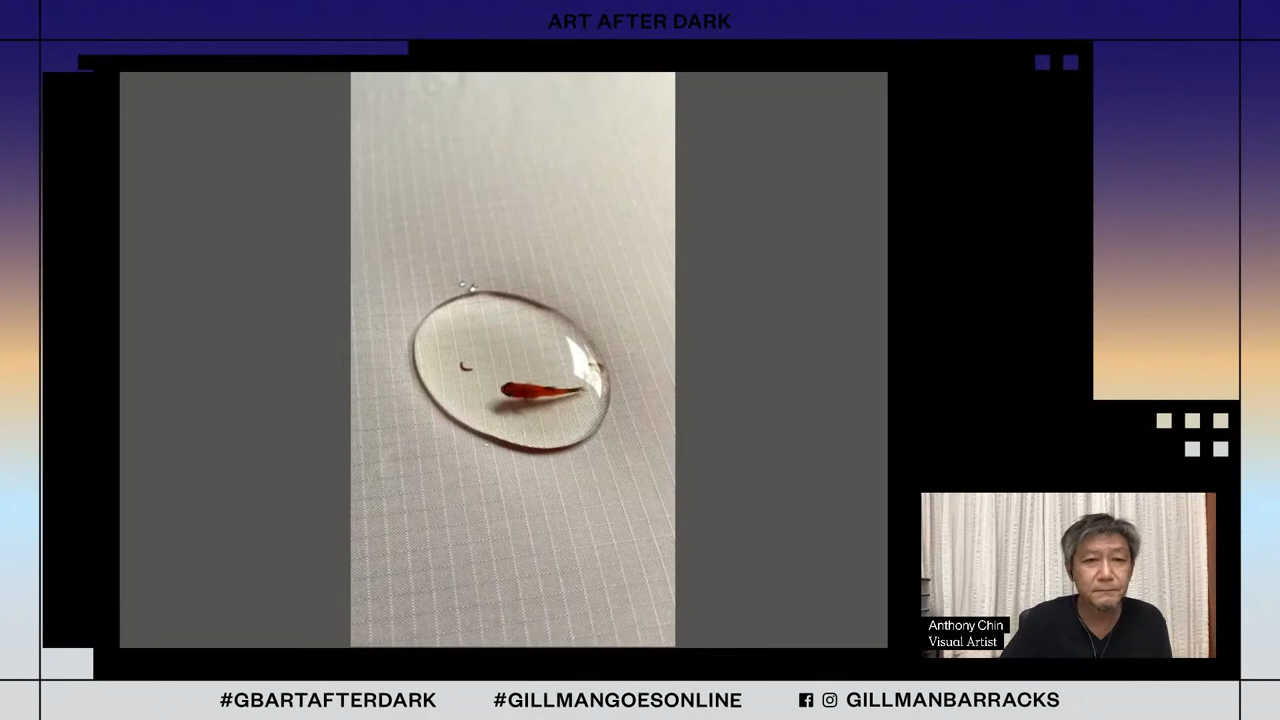 ART AFTER DARK
Anthony Chin
Visual Artist
#GBARTAFTERDARK
#GILLMANGOESONLINE
GILLMANBARRACKS